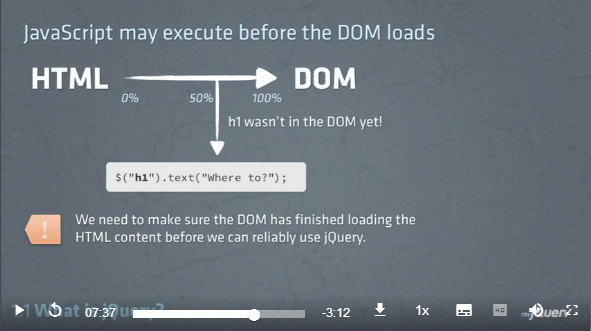 JavaScript may execute before the DOM loads
HTML DOM
0% 50% 100%
h1 wasn't in the DOM yet!
$("h1").text("Where to?");
! We need to make sure the DOM has finished loading the
HTML content before we can reliably use jQuery.
1.1 What is jQuery?
07:37 -3:12 1x HD